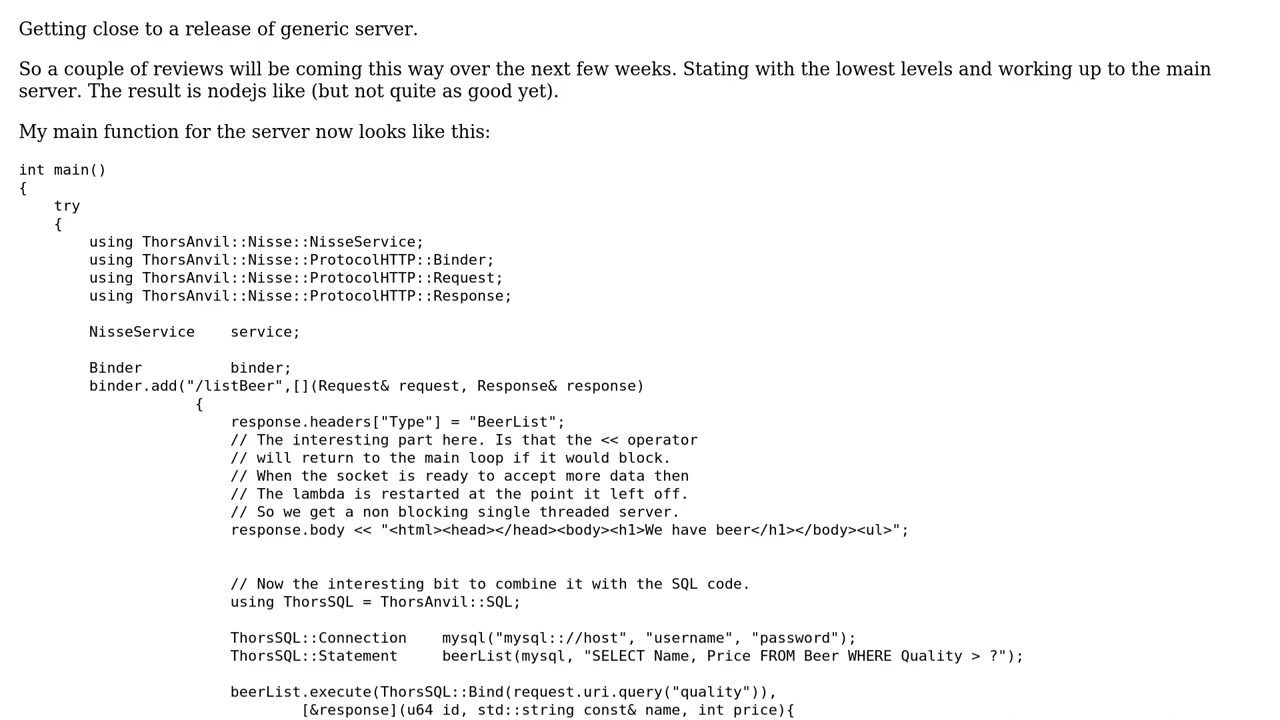 Getting close to a release of generic server.
So a couple of reviews will be coming this way over the next few weeks. Stating with the lowest levels and working up to the main
server. The result is nodejs like (but not quite as good yet).
My main function for the server now looks like this:
int main()
{
    try
    {
        using ThorsAnvil::Nisse::NisseService;
        using ThorsAnvil::Nisse::ProtocolHTTP::Binder;
        using ThorsAnvil::Nisse::ProtocolHTTP::Request;
        using ThorsAnvil::Nisse::ProtocolHTTP::Response;

        NisseService    service;

        Binder          binder;
        binder.add("/listBeer",[](Request& request, Response& response)
                    {
                        response.headers["Type"] = "BeerList";
                        // The interesting part here. Is that the << operator
                        // will return to the main loop if it would block.
                        // When the socket is ready to accept more data then
                        // The lambda is restarted at the point it left off.
                        // So we get a non blocking single threaded server.
                        response.body << "<html><head></head><body><h1>We have beer</h1></body><ul>";


                        // Now the interesting bit to combine it with the SQL code.
                        using ThorsSQL = ThorsAnvil::SQL;

                        ThorsSQL::Connection    mysql("mysql:://host", "username", "password");
                        ThorsSQL::Statement     beerList(mysql, "SELECT Name, Price FROM Beer WHERE Quality > ?");

                        beerList.execute(ThorsSQL::Bind(request.uri.query("quality")),
                                [&response](u64 id, std::string const& name, int price){